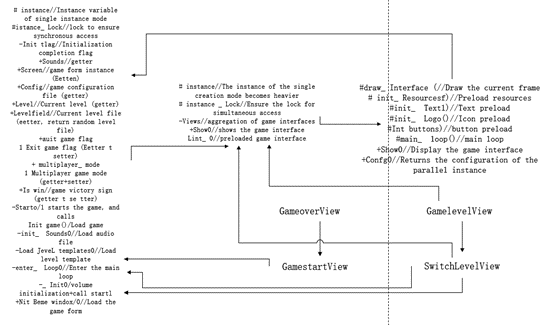 # instance//Instance variable
of single instance mode
#istance_ Lock//lock to ensure
synchronous access
-Init tlag//Initialization
completion flag
+Sounds//getter
+Screen//game form instance
(Eetten)
+Config//game configuration
file (getter)
+Level//Current level (getter)
+Levelfield//Current level file
(eetter, return random level
file)
+auit game flag
1 Exit game flag (Eetter t
setter)
+ multiplayer_ mode
1 Multiplayer game mode
(getter+setter)
+Is win//game victory sign
(getter t se tter)
-Starto/1 starts the game, and
calls
Init game()/Load game
-init_ Sounds0/Load audio
file
-Load JeveL templates0//Load
level template
-enter_ Loop0//Enter the main
loop
-_ Init0/volume
initialization+call start1
+Nit Beme windox/0//Load the
game form
# instance//The instance of the single
creation mode becomes heavier
# instance _ Lock//Ensure the lock for
simultaneous access
-Views//aggregation of game interfaces
+Show0//shows the game interface
Lint_ 0//preloaded game interface
#draw_ Interface (//Draw the current frame
# init_ Resourcesf)//Preload resources
#init_ Text1)//Text preload
#init_ Logo()//Icon preload
#Int buttons)//button preload
#main_ loop()//main loop
+Show0//Display the game interface
+Confg0//Returns the configuration of the
parallel instance
GameoverView
GamelevelView
GamestartView
SwitchLevelView